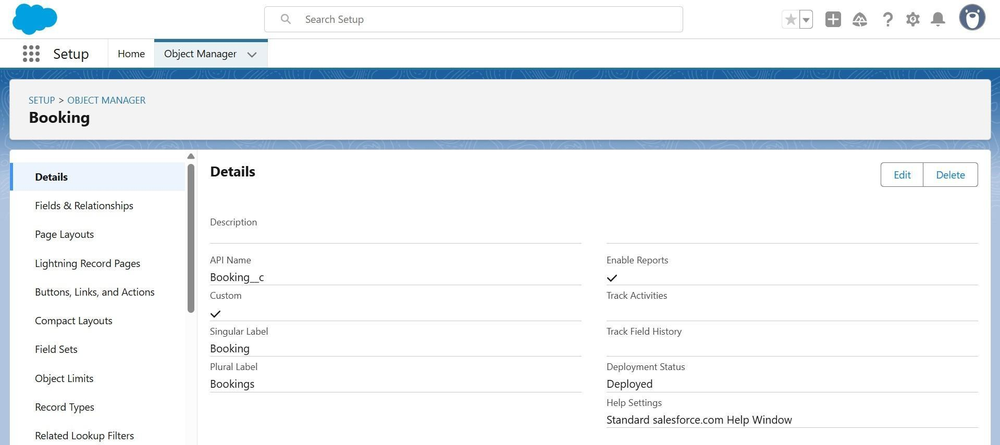 Search Setup
Setup
Home
Object Manager
SETUP > OBJECT MANAGER
Booking
Details
Fields & Relationships
Page Layouts
Lightning Record Pages
Buttons, Links, and Actions
Compact Layouts
Field Sets
Object Limits
Record Types
Related Lookup Filters
Details
Edit
Delete
Description
API Name
Booking__c
Custom
Singular Label
Booking
Plural Label
Bookings
Enable Reports
Track Activities
Track Field History
Deployment Status
Deployed
Help Settings
Standard salesforce.com Help Window